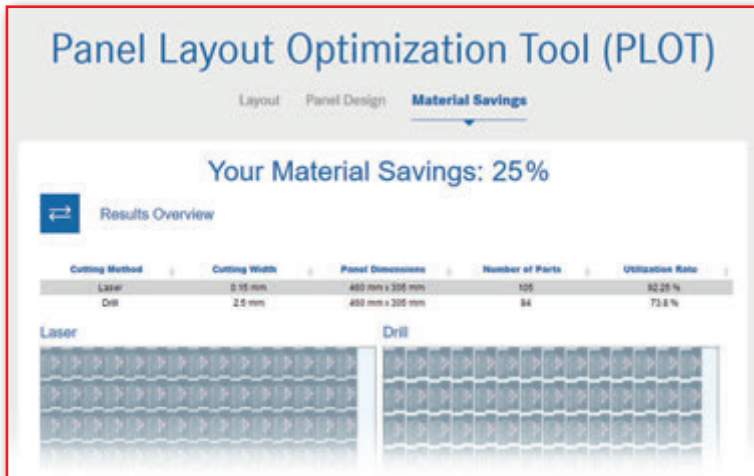 Panel Layout Optimization Tool (PLOT)
Layout Panel Design Material Savings
Your Material Savings: 25%
Results Overview
Cutting Method Cutting Width Panel Dimensions Number of Parts Utilization Rate
Laser 0.15 mm 460 mm x 305 mm 105 92.25 %
Drill 2.5 mm 460 mm x 305 mm 84 73.8 %
Laser Drill